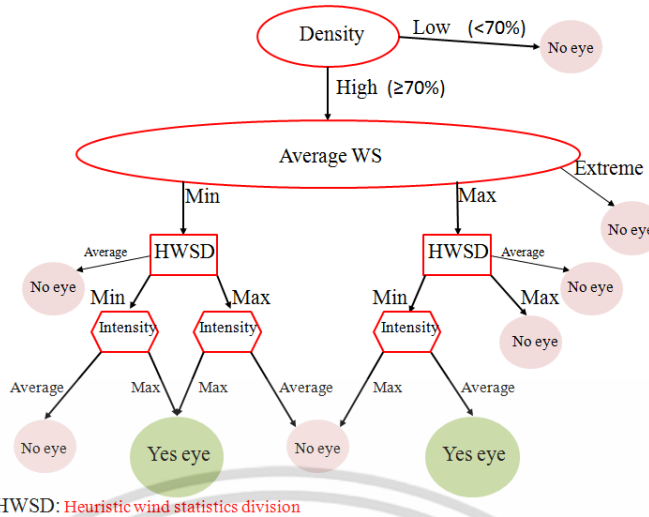 Density
Low (<70%)
No eye
High (≥70%)
Average WS
Extreme
Min
Max
No eye
HWSD
HWSD
Average
Average
No eye
No eye
Min
Max
Min
Max
Intensity
Intensity
Intensity
No eye
Average
Max
Max
Average
Max
Average
No eye
Yes eye
No eye
Yes eye
HWSD: Heuristic wind statistics division